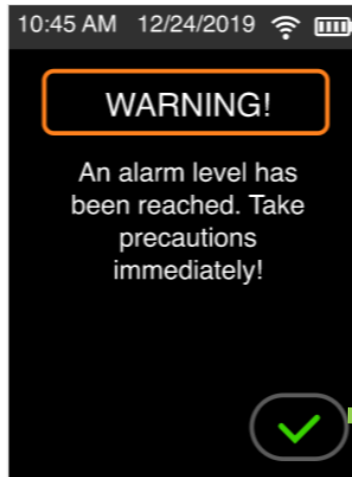 10:45 AM 12/24/2019
WARNING!
An alarm level has
been reached. Take
precautions
immediately!